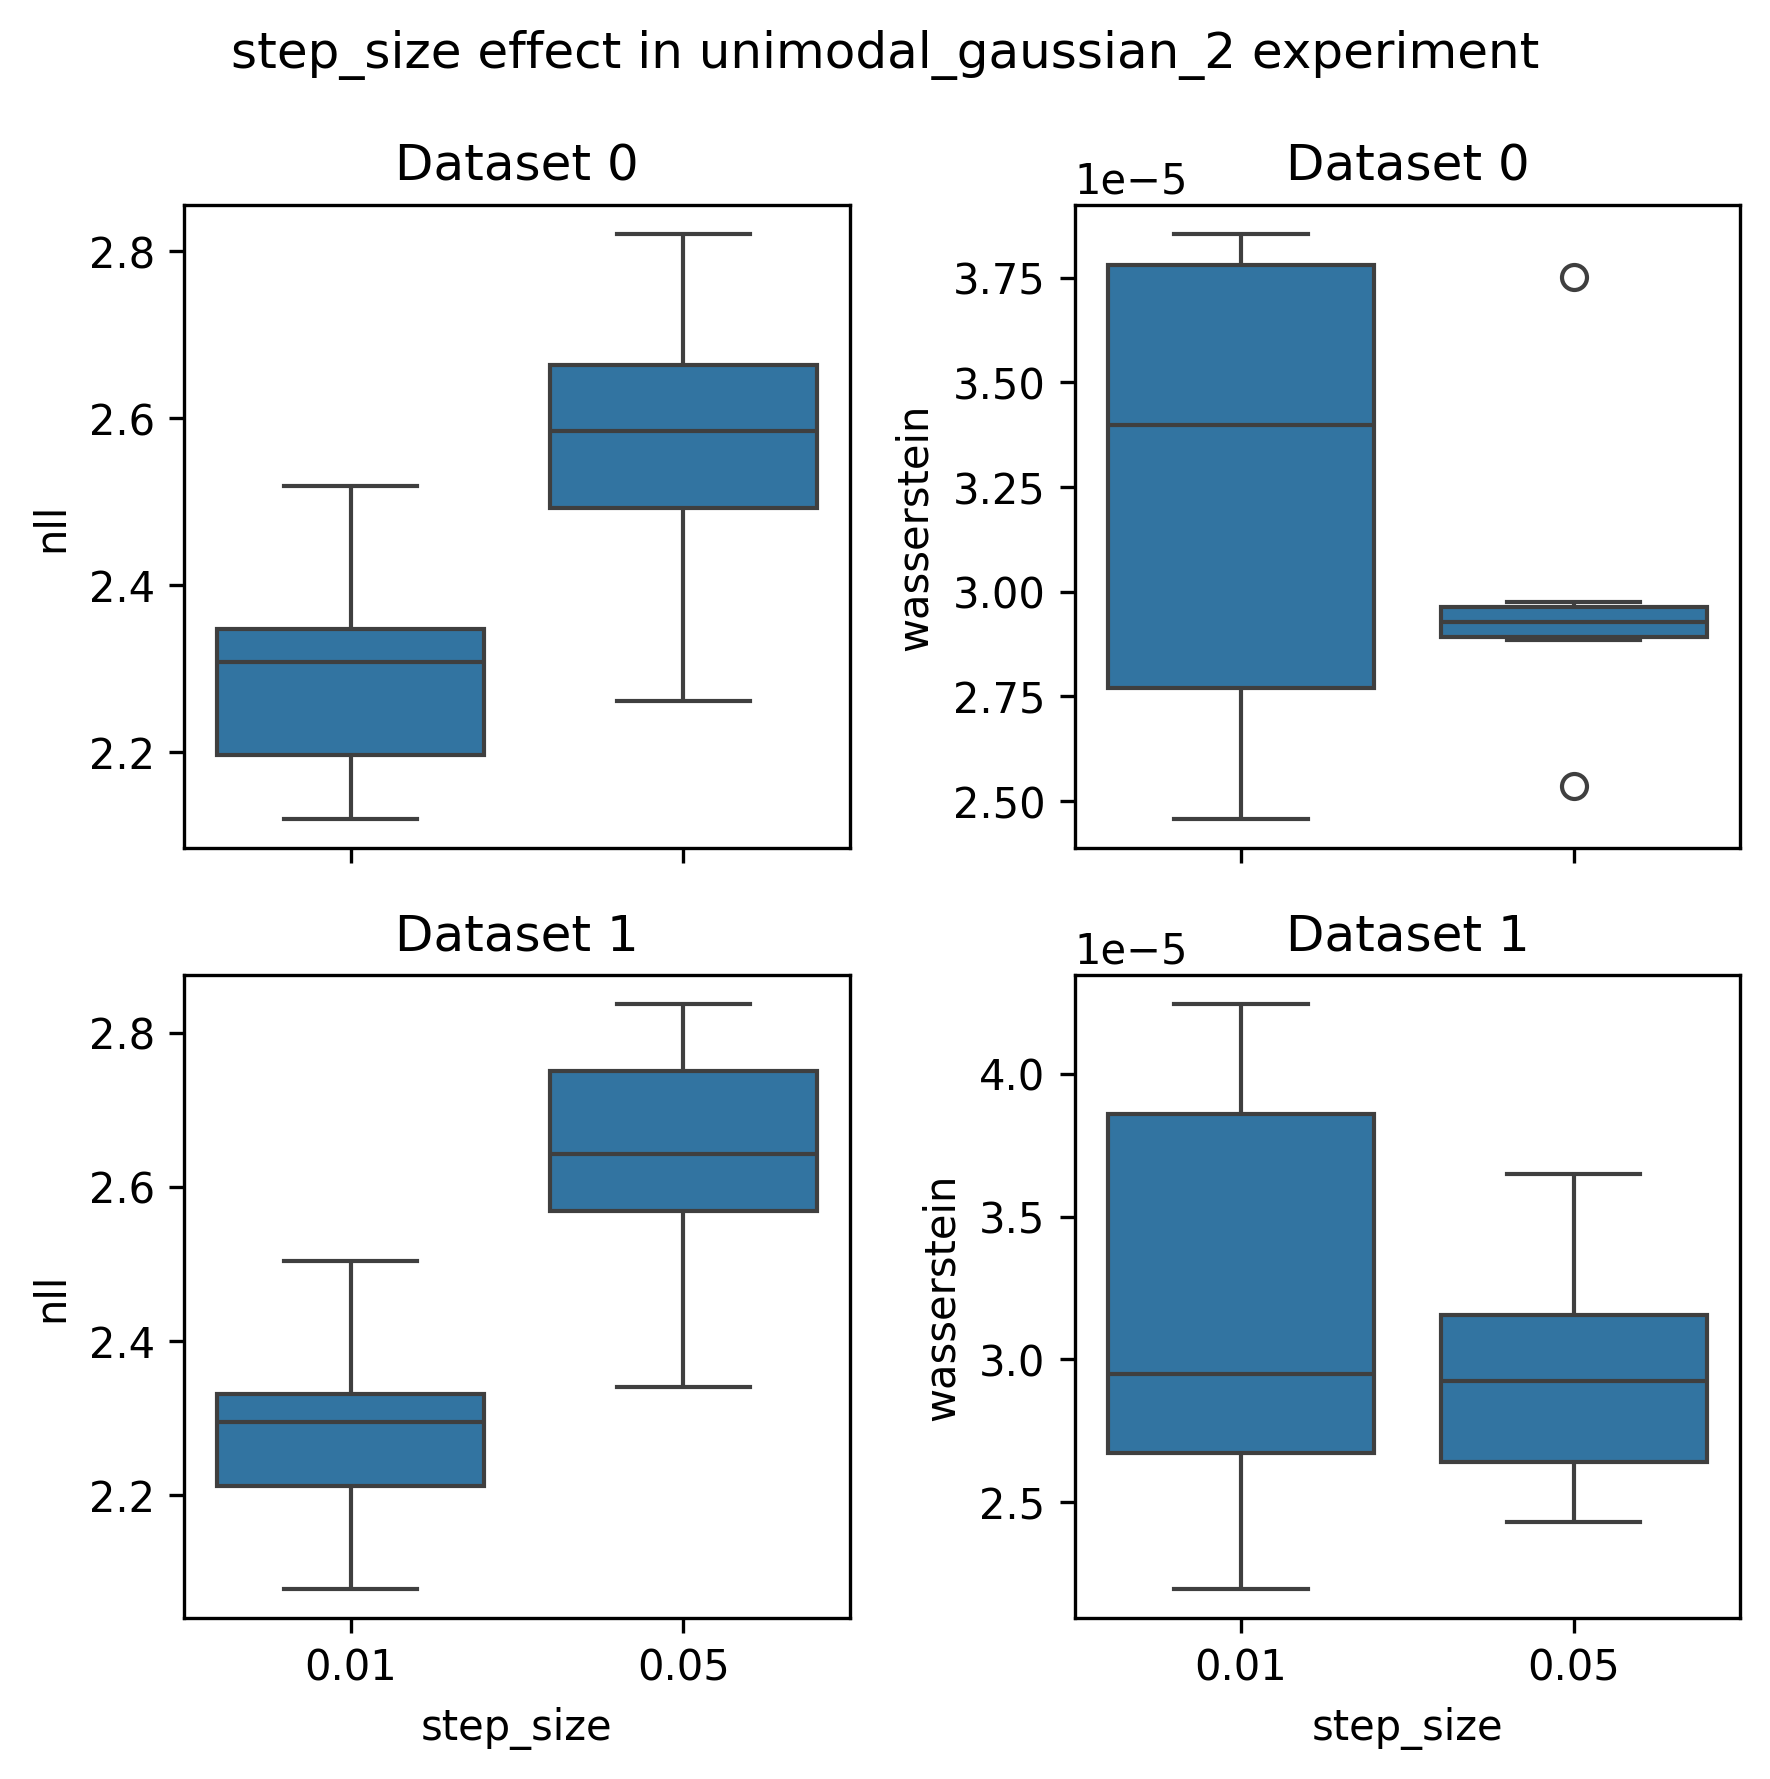 step_size effect in unimodal_gaussian_2 experiment
Dataset 0
2.8
2.6
2.4
2.2
nll
1e−5
Dataset 0
3.75
3.50
3.25
3.00
2.75
2.50
wasserstein
Dataset 1
2.8
2.6
2.4
2.2
nll
0.01
0.05
step_size
1e−5
Dataset 1
4.0
3.5
3.0
2.5
wasserstein
0.01
0.05
step_size